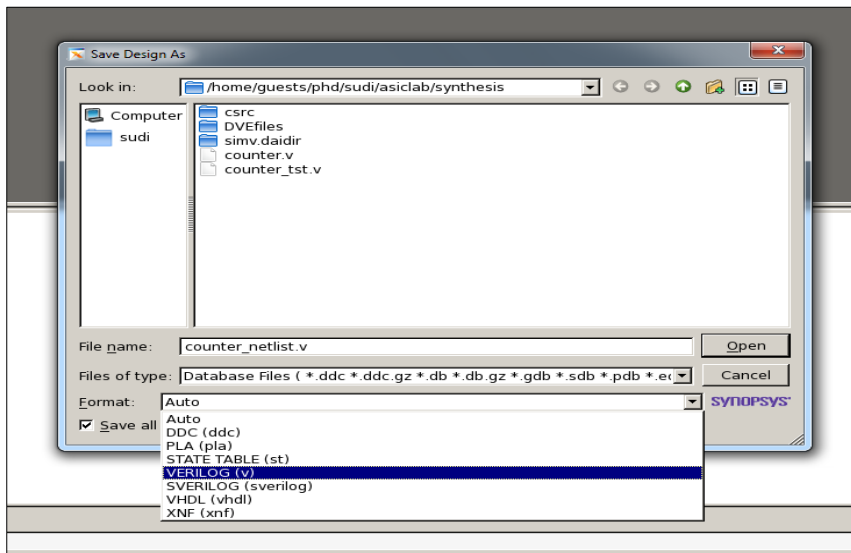 Save Design As
Look in: /home/guests/phd/sudi/asiclab/synthesis
Computer
sudi
csrc
DVEfiles
simv.daidir
counter.v
counter_tst.v
File name: counter_netlist.v Open
Files of type: Database Files ( *.ddc *.ddc.gz *.db *.db.gz *.gdb *.sdb *.pdb Cancel
Format: Auto SYNOPSYS
Save all
Auto
DDC (ddc)
PLA (pla)
STATE TABLE (st)
VERILOG (v)
SVERILOG (sverilog)
VHDL (vhdl)
XNF (xnf)